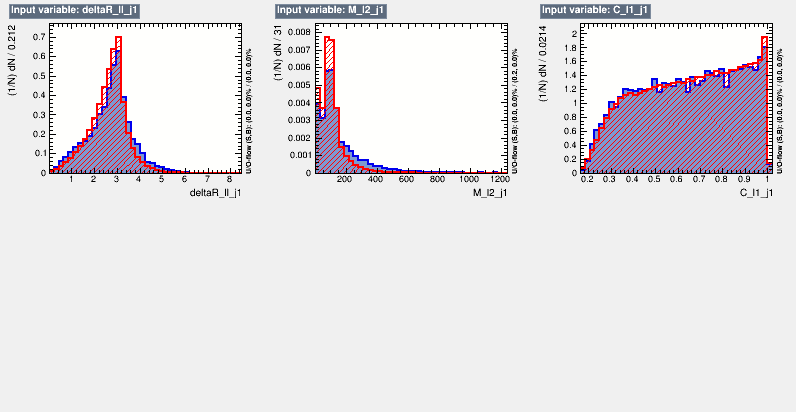 Input variable: deltaR_ll_j1
(1/N) dN / 0.212
0.7
0.6
0.5
0.4
0.3
0.2
0.1
0
1 2 3 4 5 6 7 8
deltaR_ll_j1
U/O-flow (S,B): (0.0, 0.0)% / (0.0, 0.0)%
Input variable: M_l2_j1
(1/N) dN / 31
0.008
0.007
0.006
0.005
0.004
0.003
0.002
0.001
0
200 400 600 800 1000 1200
M_l2_j1
U/O-flow (S,B): (0.0, 0.0)% / (0.2, 0.0)%
Input variable: C_l1_j1
(1/N) dN / 0.0214
2
1.8
1.6
1.4
1.2
1
0.8
0.6
0.4
0.2
0
0.2 0.3 0.4 0.5 0.6 0.7 0.8 0.9 1
C_l1_j1
U/O-flow (S,B): (0.0, 0.0)% / (0.0, 0.0)%